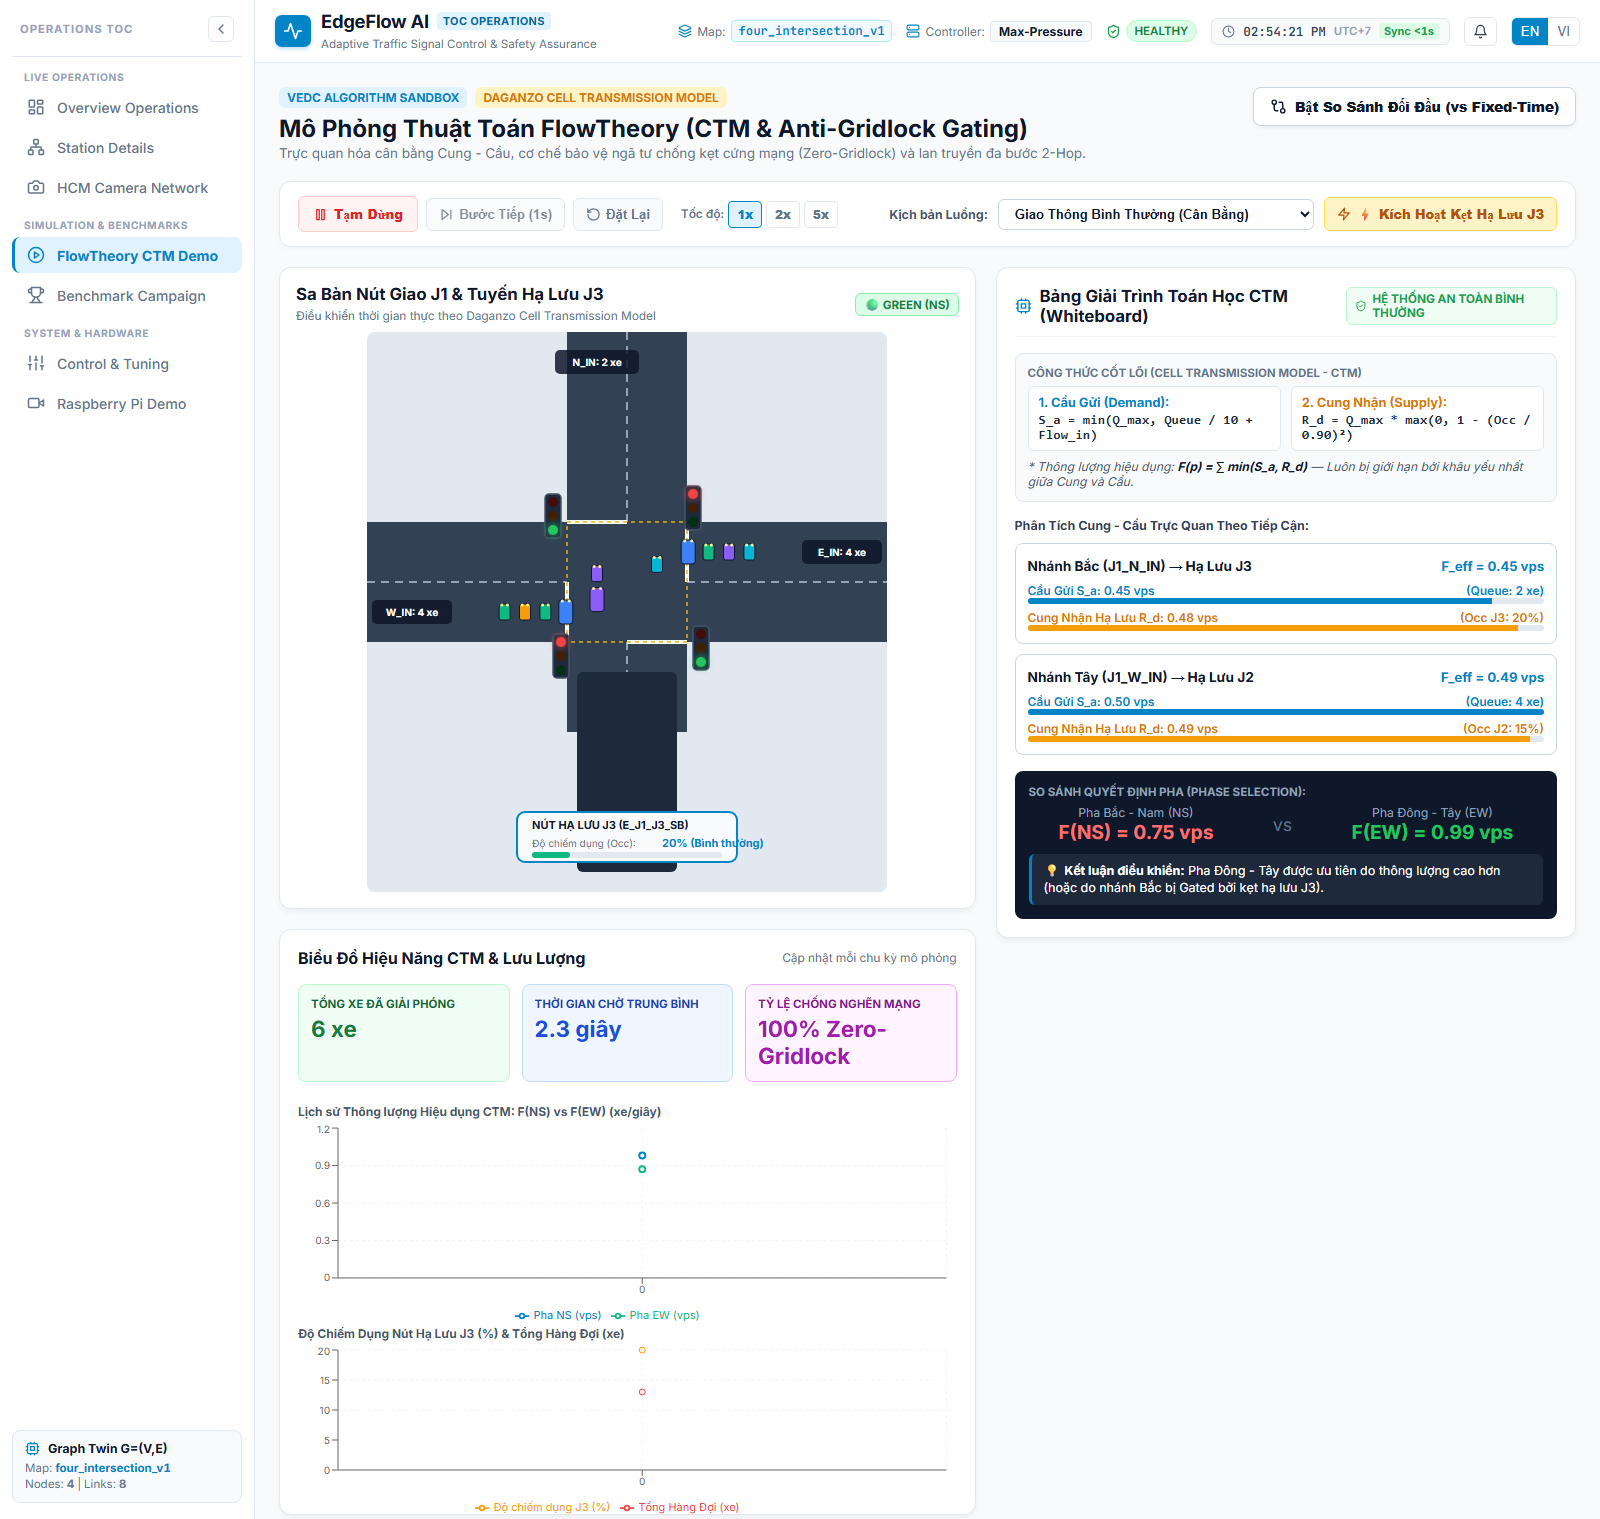 OPERATIONS TOC
LIVE OPERATIONS
Overview Operations
Station Details
HCM Camera Network
SIMULATION & BENCHMARKS
FlowTheory CTM Demo
Benchmark Campaign
SYSTEM & HARDWARE
Control & Tuning
Raspberry Pi Demo
Graph Twin G=(V,E)
Map: four_intersection_v1
Nodes: 4 | Links: 8
EdgeFlow AI TOC OPERATIONS
Adaptive Traffic Signal Control & Safety Assurance
Map: four_intersection_v1
Controller: Max-Pressure
HEALTHY
02:54:21 PM UTC+7 Sync <1s
EN VI
VEDC ALGORITHM SANDBOX DAGANZO CELL TRANSMISSION MODEL
Mô Phỏng Thuật Toán FlowTheory (CTM & Anti-Gridlock Gating)
Trực quan hóa cân bằng Cung - Cầu, cơ chế bảo vệ ngã tư chống kẹt cứng mạng (Zero-Gridlock) và lan truyền đa bước 2-Hop.
Bật So Sánh Đối Đầu (vs Fixed-Time)
Tạm Dừng
Bước Tiếp (1s)
Đặt Lại
Tốc độ: 1x 2x 5x
Kịch bản Luồng: Giao Thông Bình Thường (Cân Bằng)
Kích Hoạt Kẹt Hạ Lưu J3
Sa Bàn Nút Giao J1 & Tuyến Hạ Lưu J3
Điều khiển thời gian thực theo Daganzo Cell Transmission Model
GREEN (NS)
N_IN: 2 xe
E_IN: 4 xe
W_IN: 4 xe
NÚT HẠ LƯU J3 (E_J1_J3_SB)
Độ chiếm dụng (Occ): 20% (Bình thường)
Bảng Giải Trình Toán Học CTM (Whiteboard)
HỆ THỐNG AN TOÀN BÌNH THƯỜNG
CÔNG THỨC CỐT LÕI (CELL TRANSMISSION MODEL - CTM)
1. Cầu Gửi (Demand):
S_a = min(Q_max, Queue / 10 +
Flow_in)
2. Cung Nhận (Supply):
R_d = Q_max * max(0, 1 - (Occ /
0.90)²)
* Thông lượng hiệu dụng: F(p) = ∑ min(S_a, R_d) — Luôn bị giới hạn bởi khâu yếu nhất
giữa Cung và Cầu.
Phân Tích Cung - Cầu Trực Quan Theo Tiếp Cận:
Nhánh Bắc (J1_N_IN) → Hạ Lưu J3 F_eff = 0.45 vps
Cầu Gửi S_a: 0.45 vps (Queue: 2 xe)
Cung Nhận Hạ Lưu R_d: 0.48 vps (Occ J3: 20%)
Nhánh Tây (J1_W_IN) → Hạ Lưu J2 F_eff = 0.49 vps
Cầu Gửi S_a: 0.50 vps (Queue: 4 xe)
Cung Nhận Hạ Lưu R_d: 0.49 vps (Occ J2: 15%)
SO SÁNH QUYẾT ĐỊNH PHA (PHASE SELECTION):
Pha Bắc - Nam (NS)
F(NS) = 0.75 vps
VS
Pha Đông - Tây (EW)
F(EW) = 0.99 vps
Kết luận điều khiển: Pha Đông - Tây được ưu tiên do thông lượng cao hơn
(hoặc do nhánh Bắc bị Gated bởi kẹt hạ lưu J3).
Biểu Đồ Hiệu Năng CTM & Lưu Lượng
Cập nhật mỗi chu kỳ mô phỏng
TỔNG XE ĐÃ GIẢI PHÓNG
6 xe
THỜI GIAN CHỜ TRUNG BÌNH
2.3 giây
TỶ LỆ CHỐNG NGHẼN MẠNG
100% Zero-
Gridlock
Lịch sử Thông lượng Hiệu dụng CTM: F(NS) vs F(EW) (xe/giây)
1.2
0.9
0.6
0.3
0
0
Pha NS (vps) Pha EW (vps)
Độ Chiếm Dụng Nút Hạ Lưu J3 (%) & Tổng Hàng Đợi (xe)
20
15
10
5
0
0
Độ chiếm dụng J3 (%) Tổng Hàng Đợi (xe)